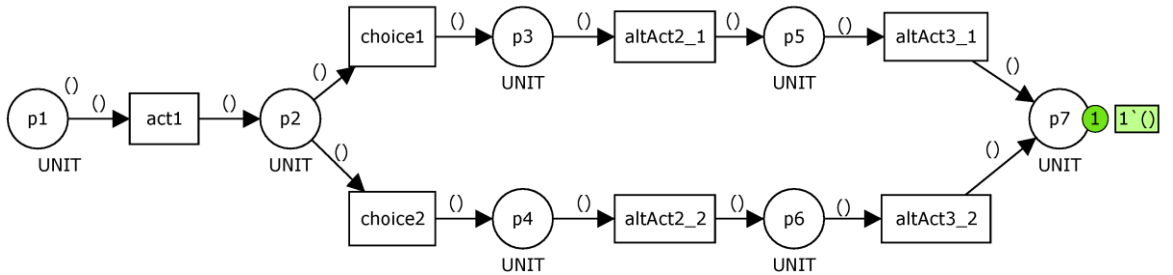 ()
choice1
()
p3
()
altAct2_1
()
p5
()
altAct3_1
UNIT
UNIT
()
()
p1
()
act1
()
p2
()
p7
1
1`()
UNIT
UNIT
UNIT
()
()
choice2
()
p4
()
altAct2_2
()
p6
()
altAct3_2
UNIT
UNIT